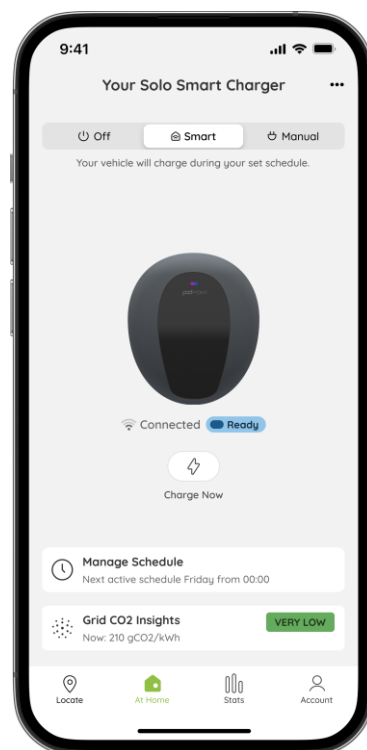 9:41
Your Solo Smart Charger
Off Smart Manual
Your vehicle will charge during your set schedule.
pod
Connected Ready
Charge Now
Manage Schedule
Next active schedule Friday from 00:00
Grid CO2 Insights VERY LOW
Now: 210 gCO2/kWh
Locate At Home Stats Account